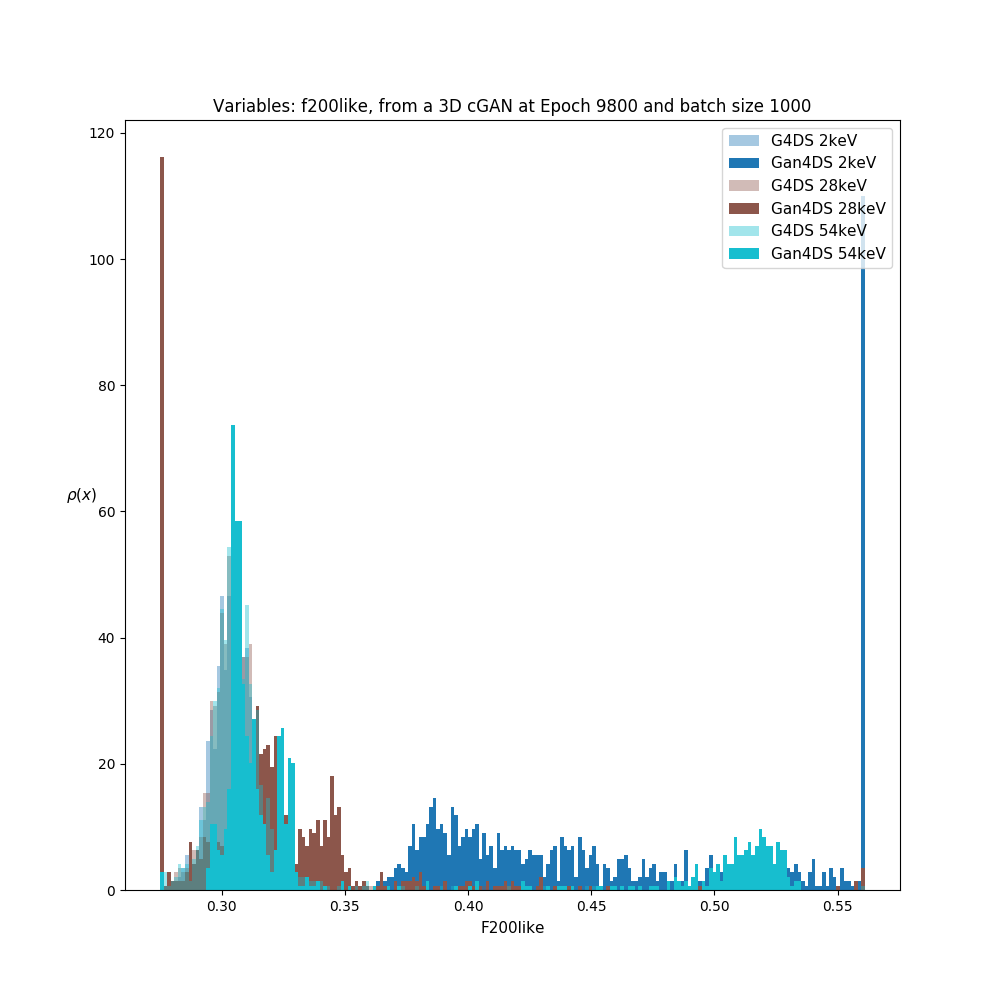 Variables: f200like, from a 3D cGAN at Epoch 9800 and batch size 1000
120
100
80
60
40
20
0
ρ(x)
G4DS 2keV
Gan4DS 2keV
G4DS 28keV
Gan4DS 28keV
G4DS 54keV
Gan4DS 54keV
0.30
0.35
0.40
0.45
0.50
0.55
F200like